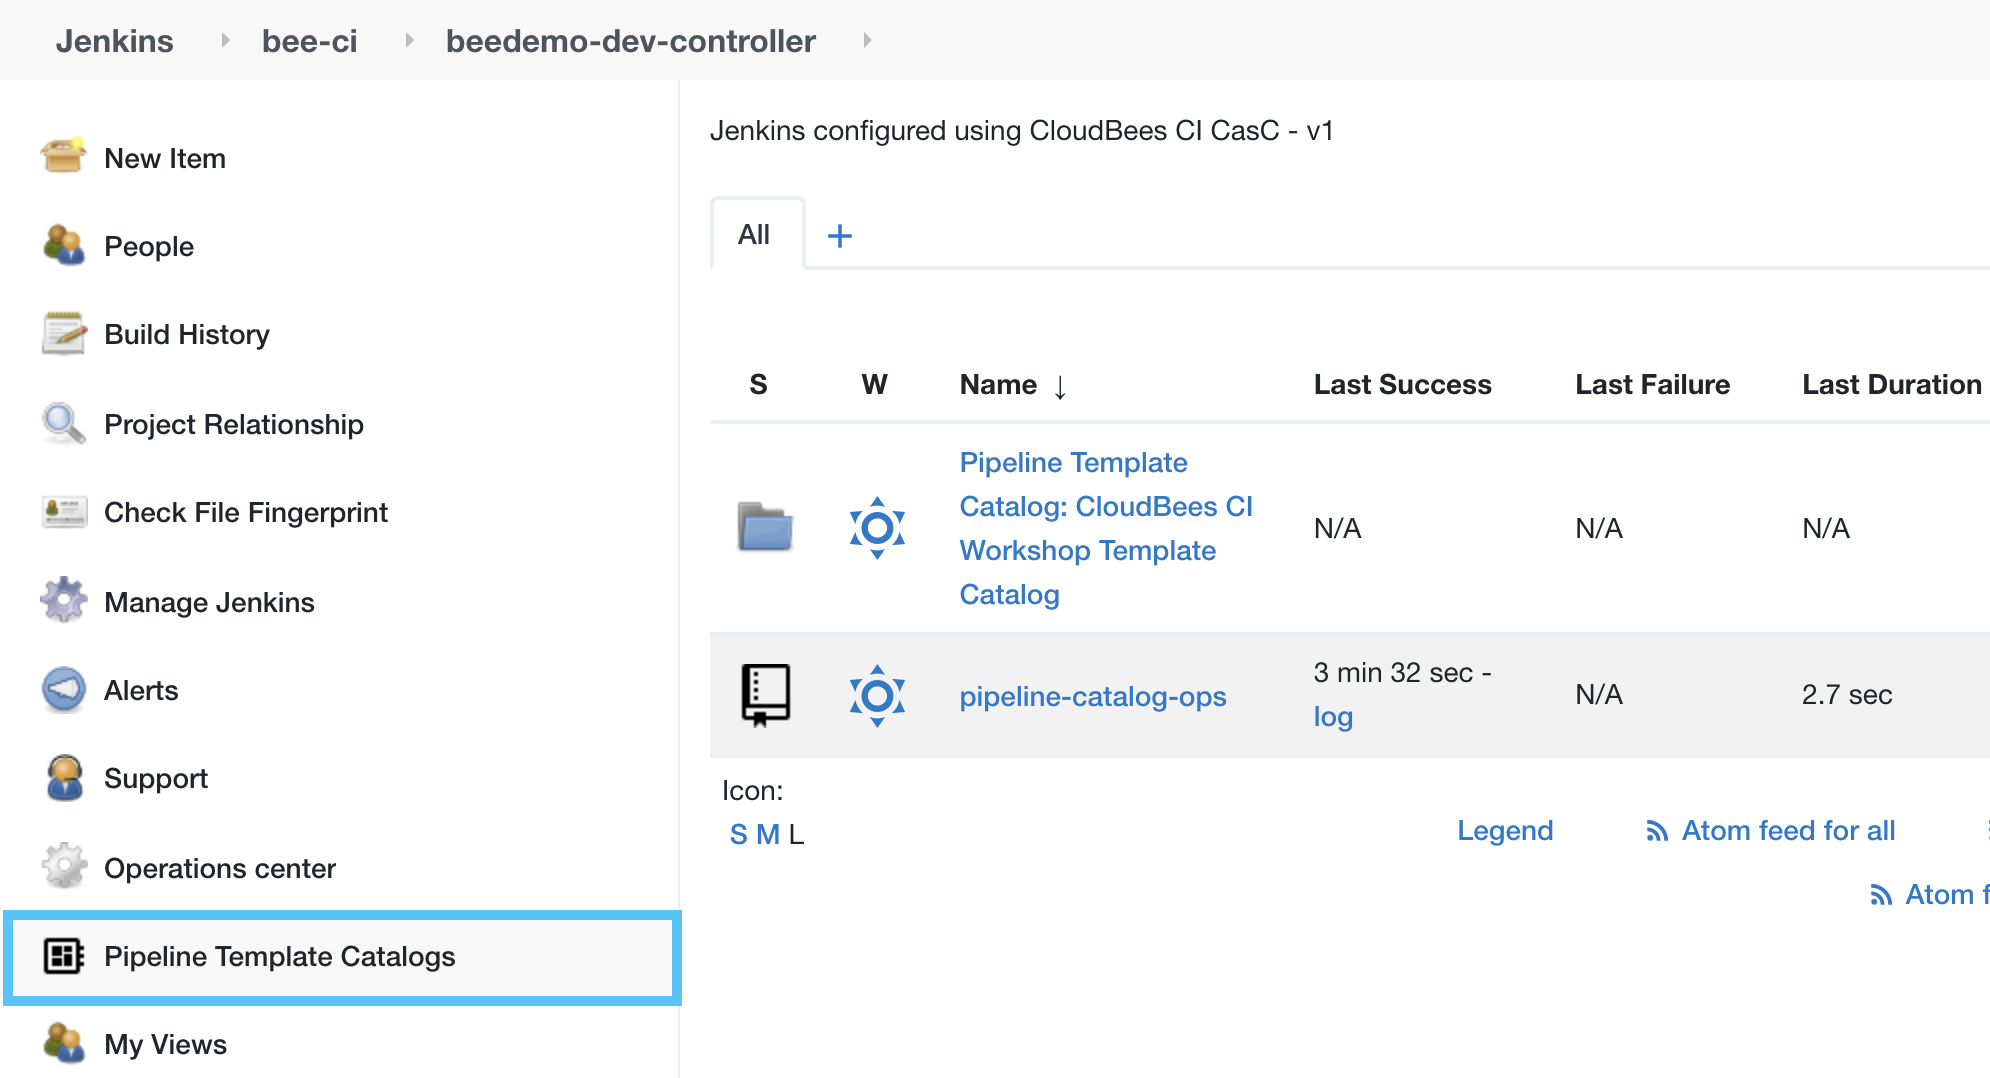 Jenkins bee-ci beedemo-dev-controller
New Item
People
Build History
Project Relationship
Check File Fingerprint
Manage Jenkins
Alerts
Support
Operations center
Pipeline Template Catalogs
My Views
Jenkins configured using CloudBees CI CasC - v1
All +
S W Name ↓ Last Success Last Failure Last Duration
Pipeline Template
Catalog: CloudBees CI
Workshop Template
Catalog
N/A N/A N/A
pipeline-catalog-ops
3 min 32 sec -
log
N/A 2.7 sec
Icon:
S M L
Legend Atom feed for all
Atom f